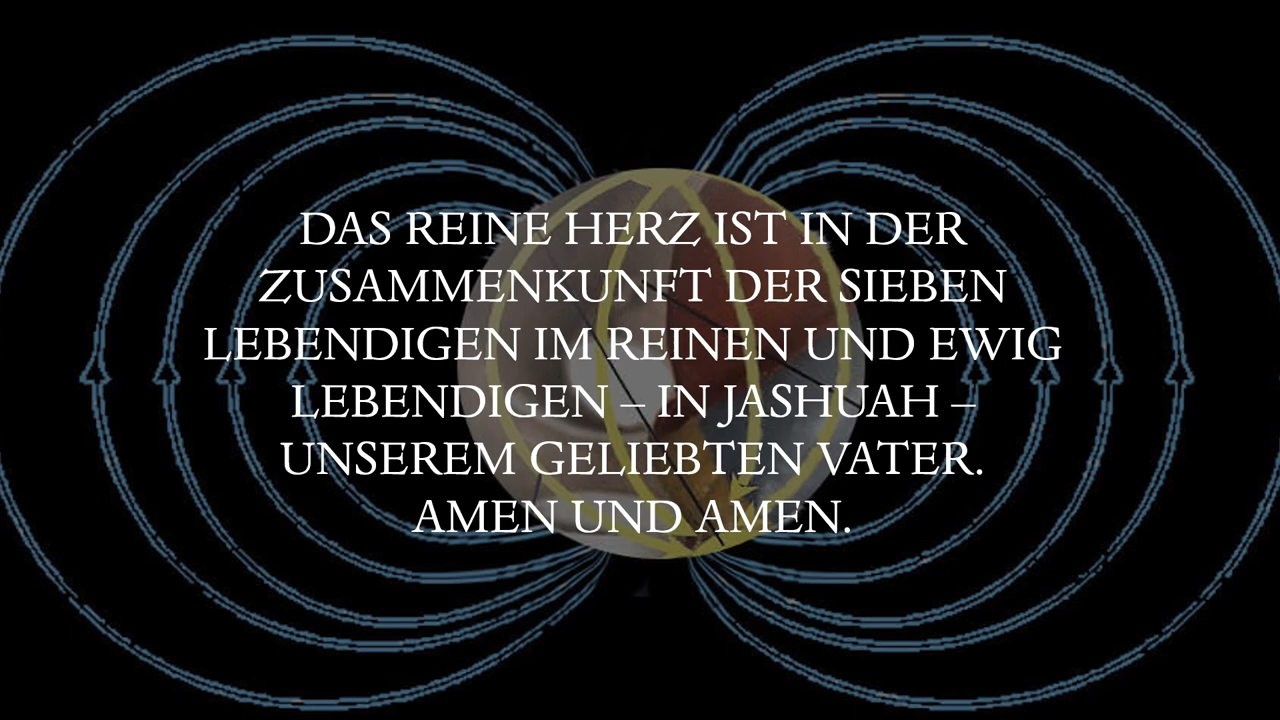 DAS REINE HERZ IST IN DER
ZUSAMMENKUNFT DER SIEBEN
LEBENDIGEN IM REINEN UND EWIG
LEBENDIGEN – IN JASHUAH –
UNSEREM GELIEBTEN VATER.
AMEN UND AMEN.